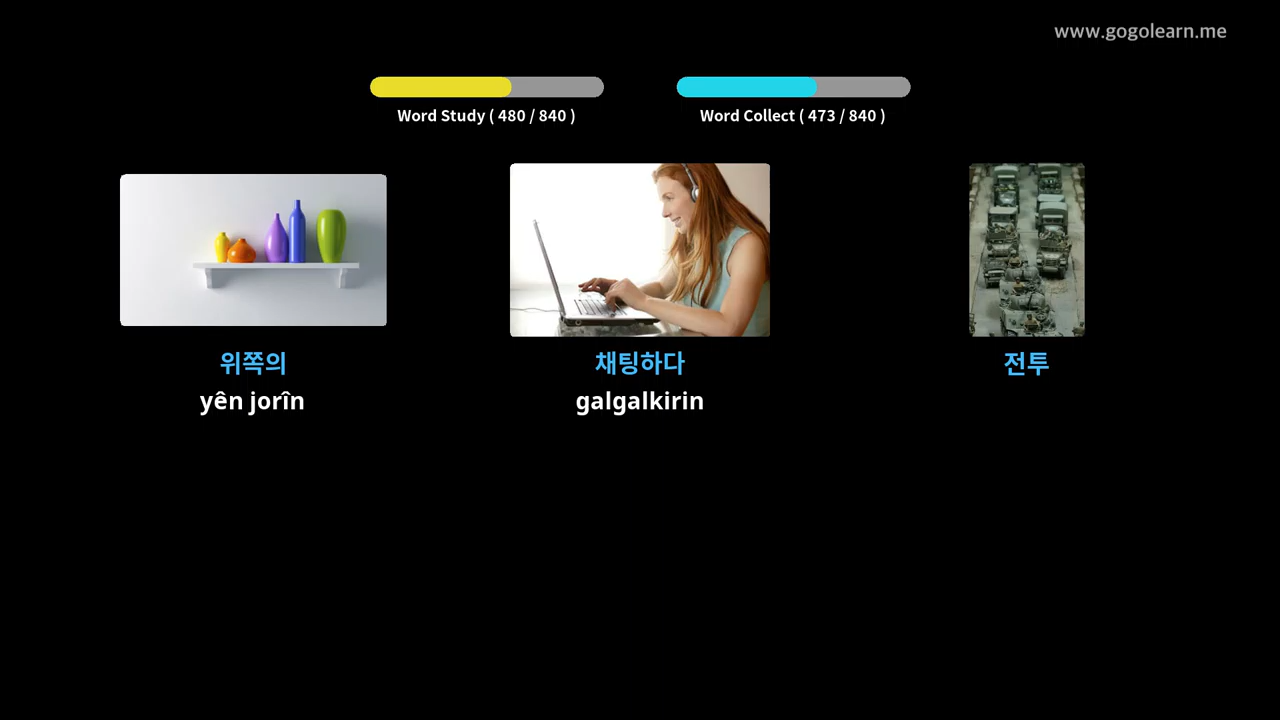 www.gogolearn.me
Word Study ( 480 / 840 )
Word Collect ( 473 / 840 )
위쪽의
yên jorîn
채팅하다
galgalkirin
전투